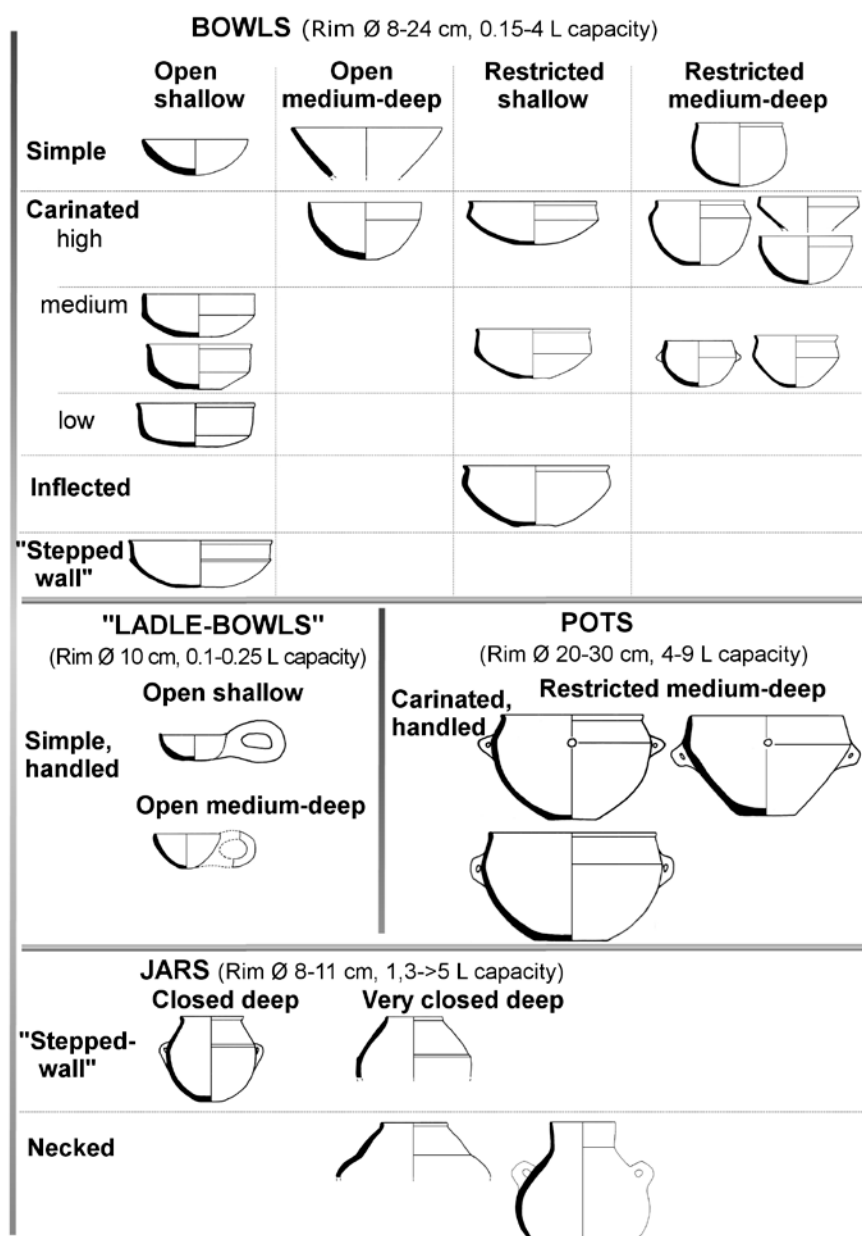 BOWLS (Rim Ø 8-24 cm, 0.15-4 L capacity)
Open shallow
Open medium-deep
Restricted shallow
Restricted medium-deep
Simple
Carinated
high
medium
low
Inflected
"Stepped
wall"
"LADLE-BOWLS"
(Rim Ø 10 cm, 0.1-0.25 L capacity)
Open shallow
Simple,
handled
Open medium-deep
POTS
(Rim Ø 20-30 cm, 4-9 L capacity)
Restricted medium-deep
Carinated,
handled
JARS (Rim Ø 8-11 cm, 1,3->5 L capacity)
Closed deep
Very closed deep
"Stepped-
wall"
Necked